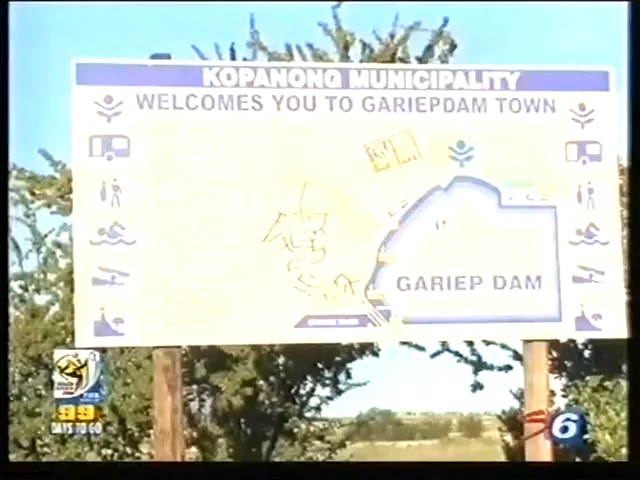 KOPANONG MUNICIPALITY
WELCOMES YOU TO GARIEPDAM TOWN
GARIEP DAM
99
DAYS TO GO
6